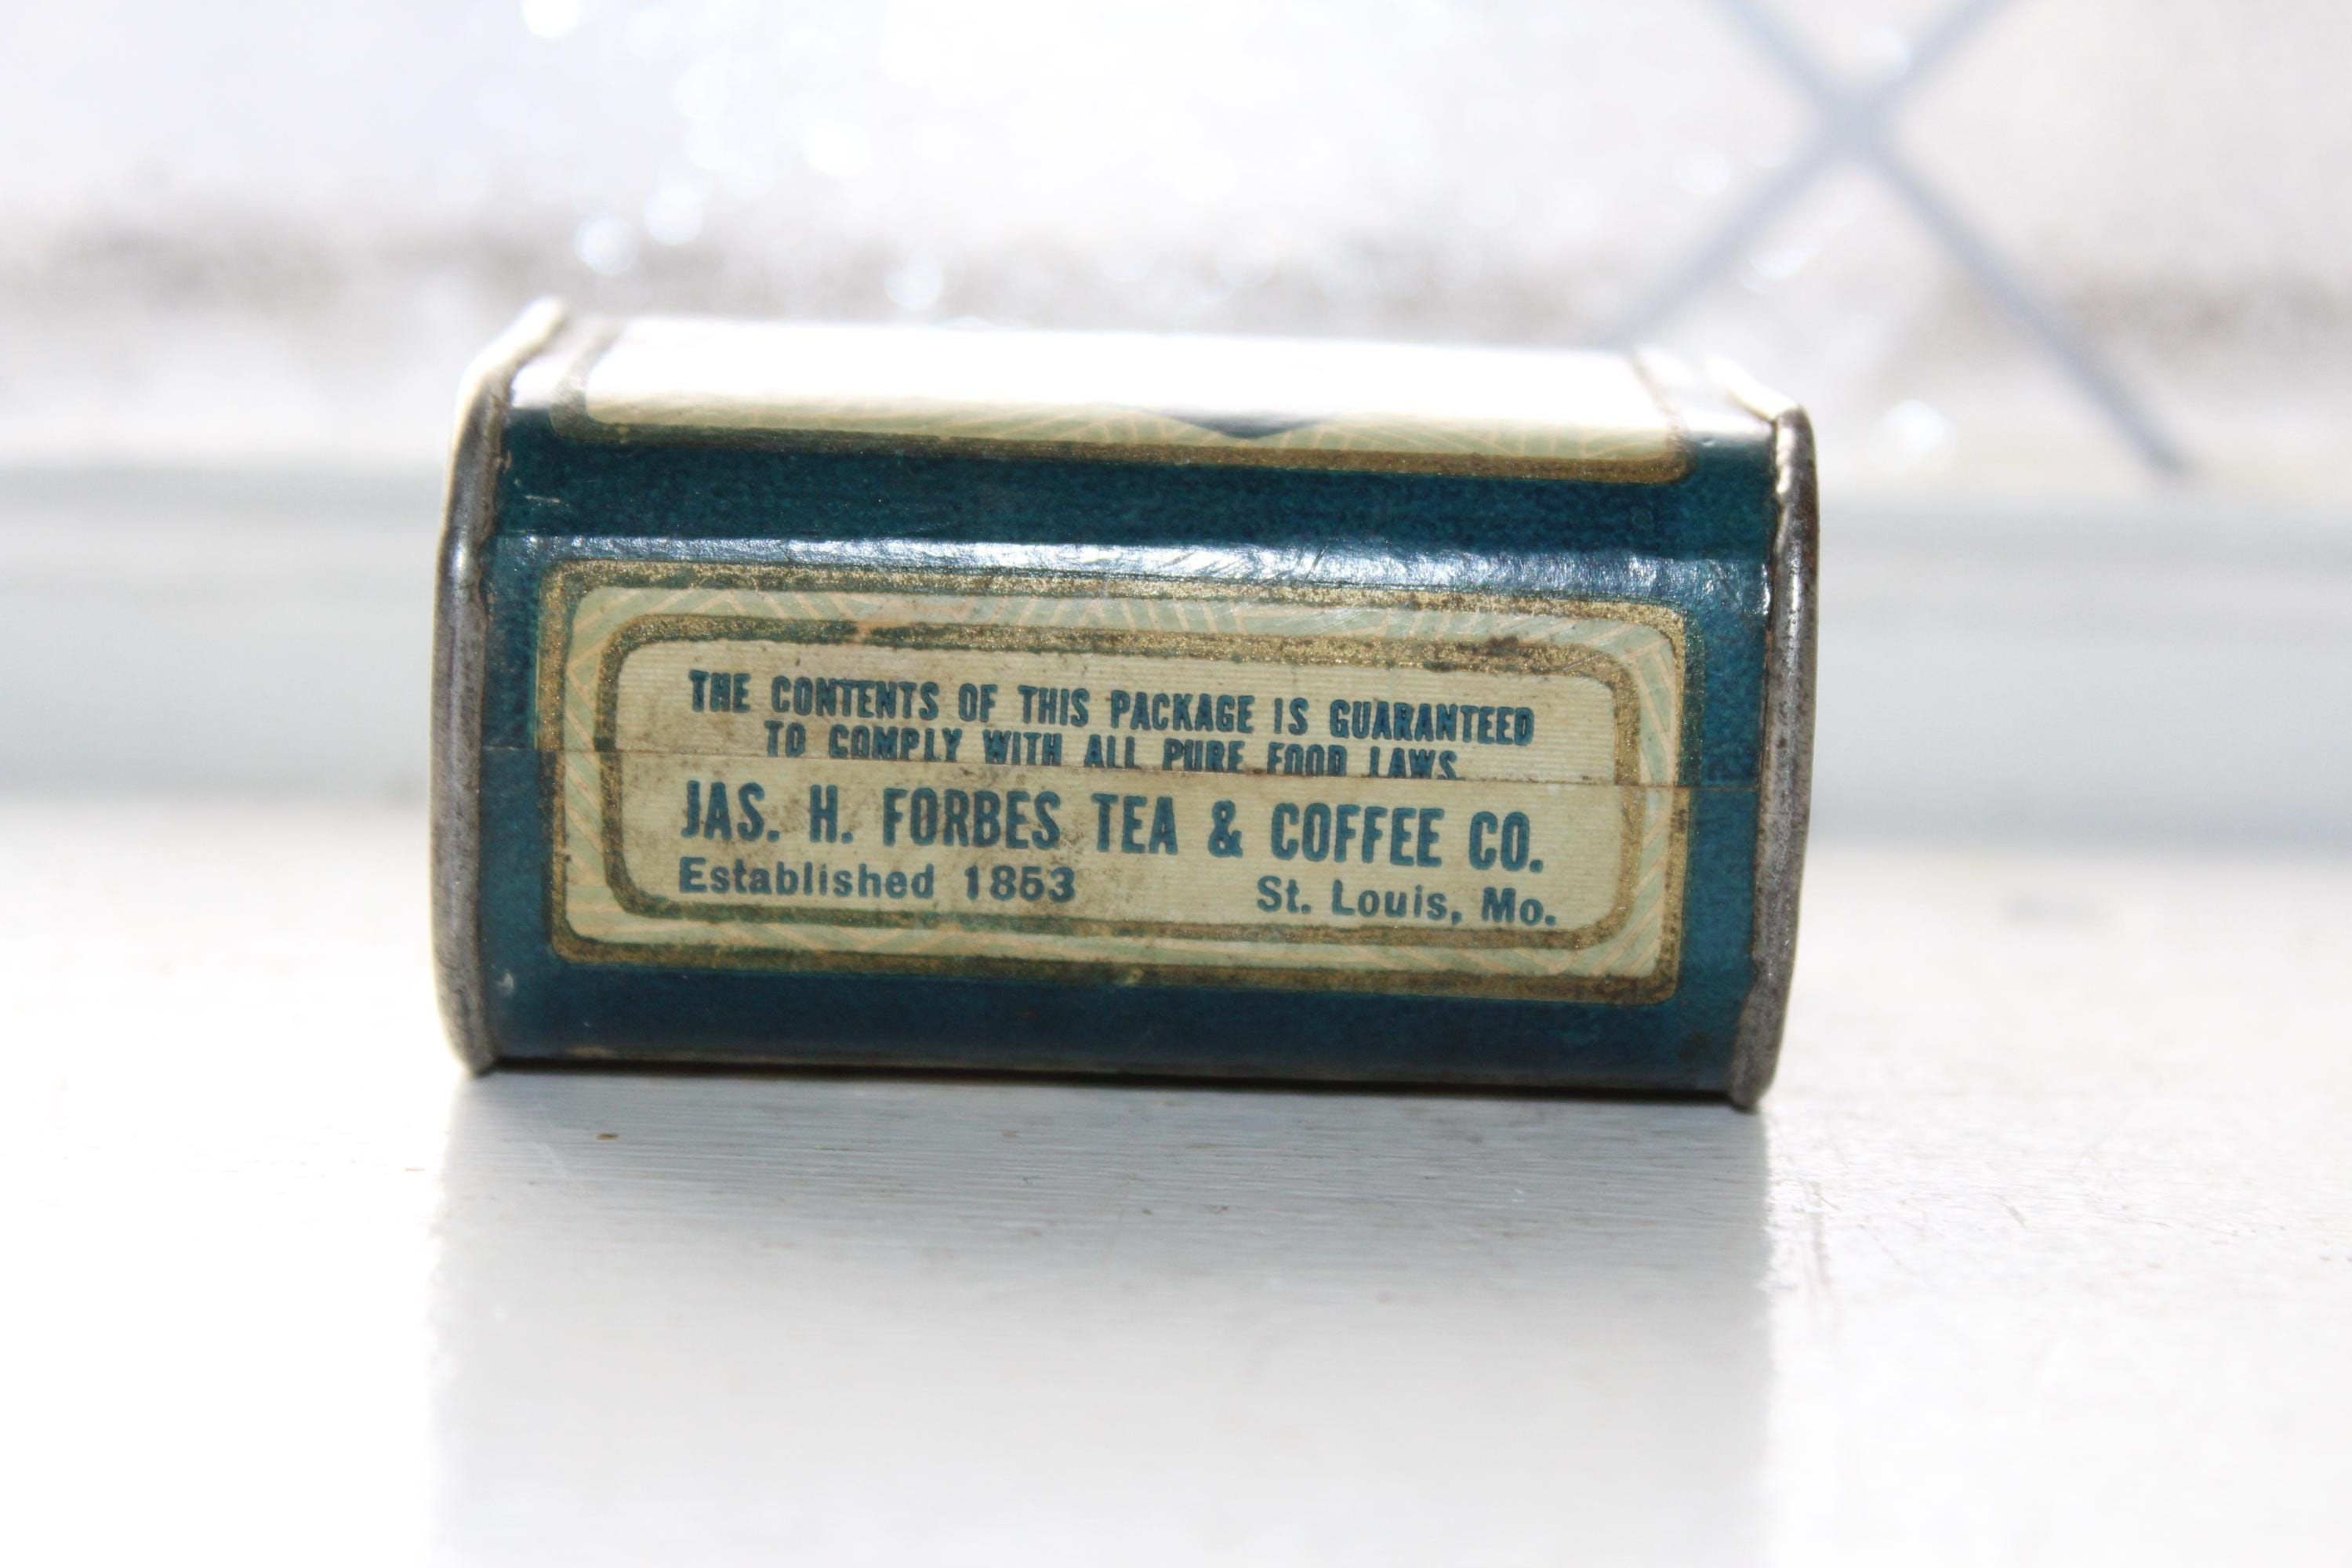 THE CONTENTS OF THIS PACKAGE IS GUARANTEED
TO COMPLY WITH ALL PURE FOOD LAWS.
JAS. H. FORBES TEA & COFFEE CO.
Established 1853 St. Louis, Mo.